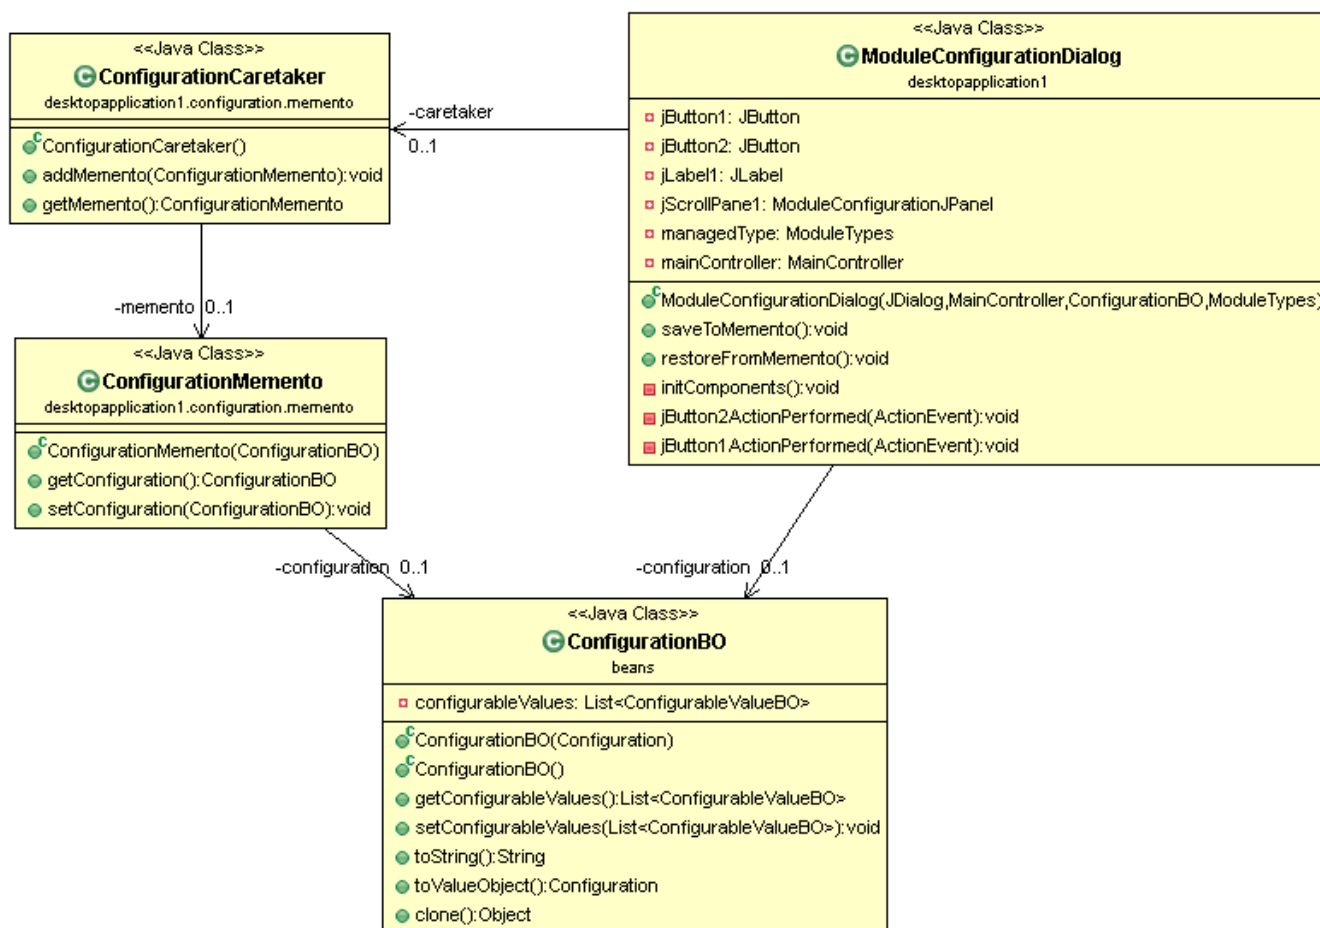 <<Java Class>>
ConfigurationCaretaker
desktopapplication1.configuration.memento
ConfigurationCaretaker()
addMemento(ConfigurationMemento):void
getMemento():ConfigurationMemento
-caretaker
0..1
<<Java Class>>
ModuleConfigurationDialog
desktopapplication1
jButton1: JButton
jButton2: JButton
jLabel1: JLabel
jScrollPane1: ModuleConfigurationJPanel
managedType: ModuleTypes
mainController: MainController
ModuleConfigurationDialog(JDialog,MainController,ConfigurationBO,ModuleTypes)
saveToMemento():void
restoreFromMemento():void
initComponents():void
jButton2ActionPerformed(ActionEvent):void
jButton1ActionPerformed(ActionEvent):void
-memento 0..1
<<Java Class>>
ConfigurationMemento
desktopapplication1.configuration.memento
ConfigurationMemento(ConfigurationBO)
getConfiguration():ConfigurationBO
setConfiguration(ConfigurationBO):void
-configuration 0..1
-configuration 0..1
<<Java Class>>
ConfigurationBO
beans
configurableValues: List<ConfigurableValueBO>
ConfigurationBO(Configuration)
ConfigurationBO()
getConfigurableValues():List<ConfigurableValueBO>
setConfigurableValues(List<ConfigurableValueBO>):void
toString():String
toValueObject():Configuration
clone():Object